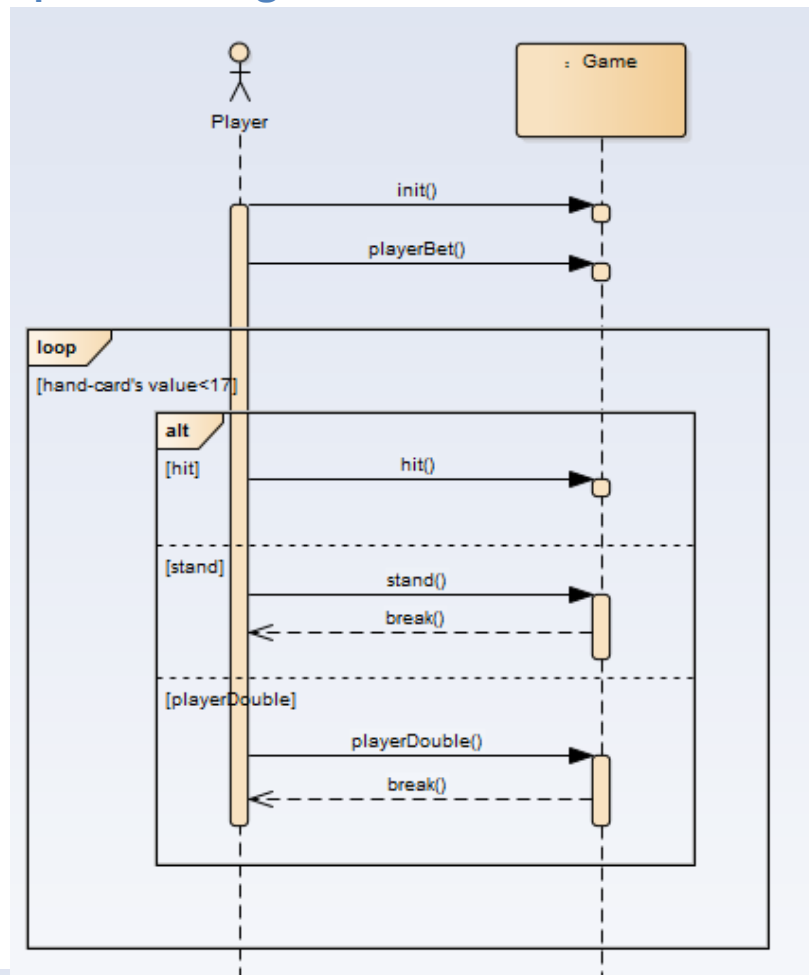 : Game
Player
init()
playerBet()
loop
[hand-card's value<17]
alt
[hit]
hit()
[stand]
stand()
break()
[playerDouble]
playerDouble()
break()